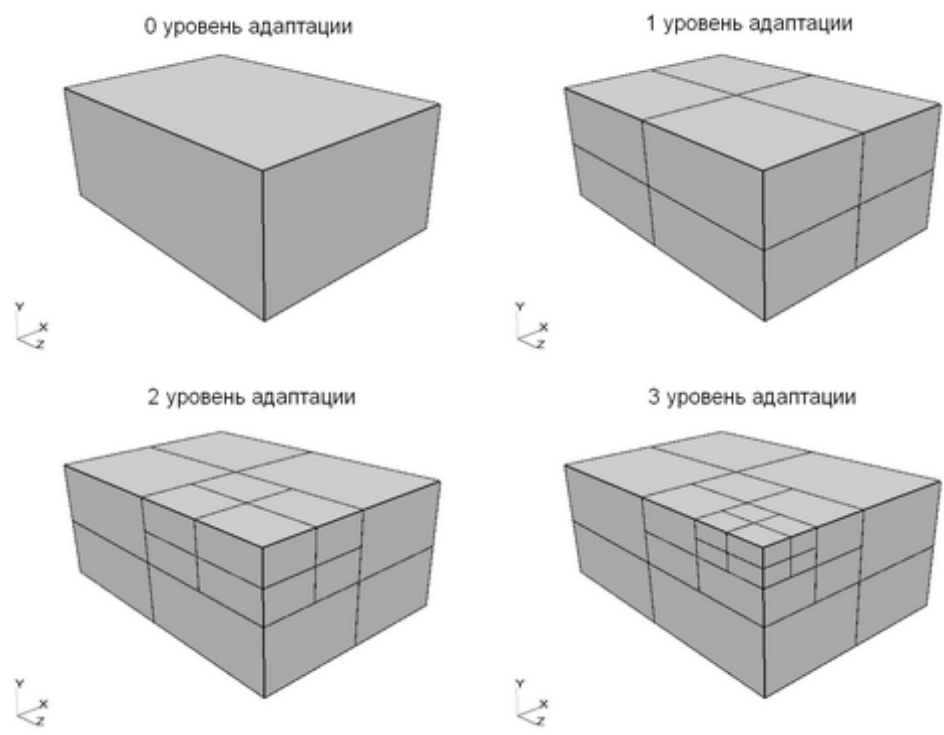 0 уровень адаптации
1 уровень адаптации
Y
X
Z
Y
X
Z
2 уровень адаптации
3 уровень адаптации
Y
X
Z
Y
X
Z